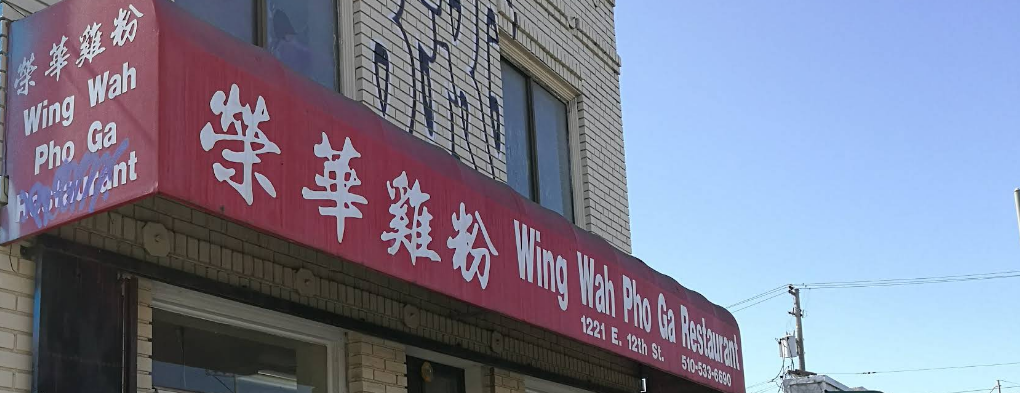 榮華雞粉
Wing Wah
Pho Ga
Restaurant
榮華雞粉 Wing Wah Pho Ga Restaurant
1221 E. 12th St. 510-533-6690